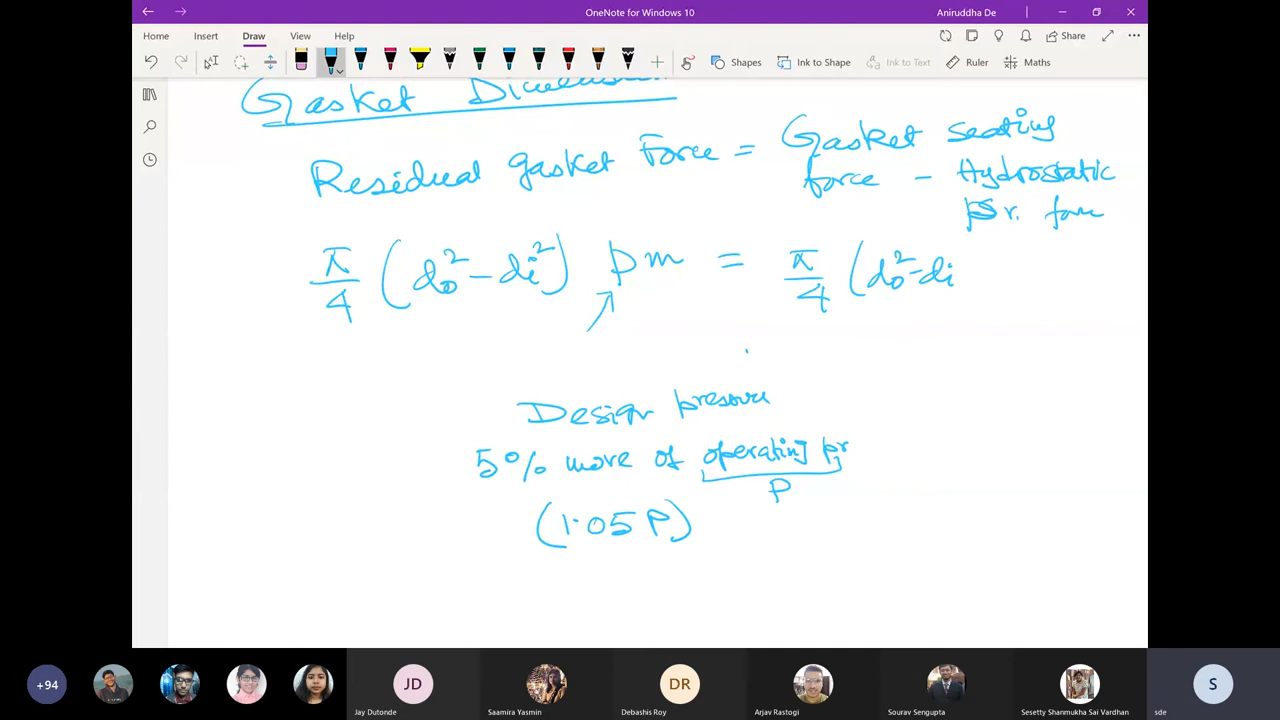 OneNote for Windows 10
Aniruddha De
Home Insert Draw View Help
Share
Shapes Ink to Shape Ink to Text Ruler Maths
Gasket Dimension
Residual gasket Force = Gasket seating
force - Hydrostatic
pr. force
π/4 (do² - di²) pm = π/4 (do² - di
Design pressure
5% more of operating pr
P
(1.05 P)
+94
JD
DR
S
Jay Dutonde
Saamira Yasmin
Debashis Roy
Arjav Rastogi
Sourav Sengupta
Sesetty Shanmukha Sai Vardhan
sde